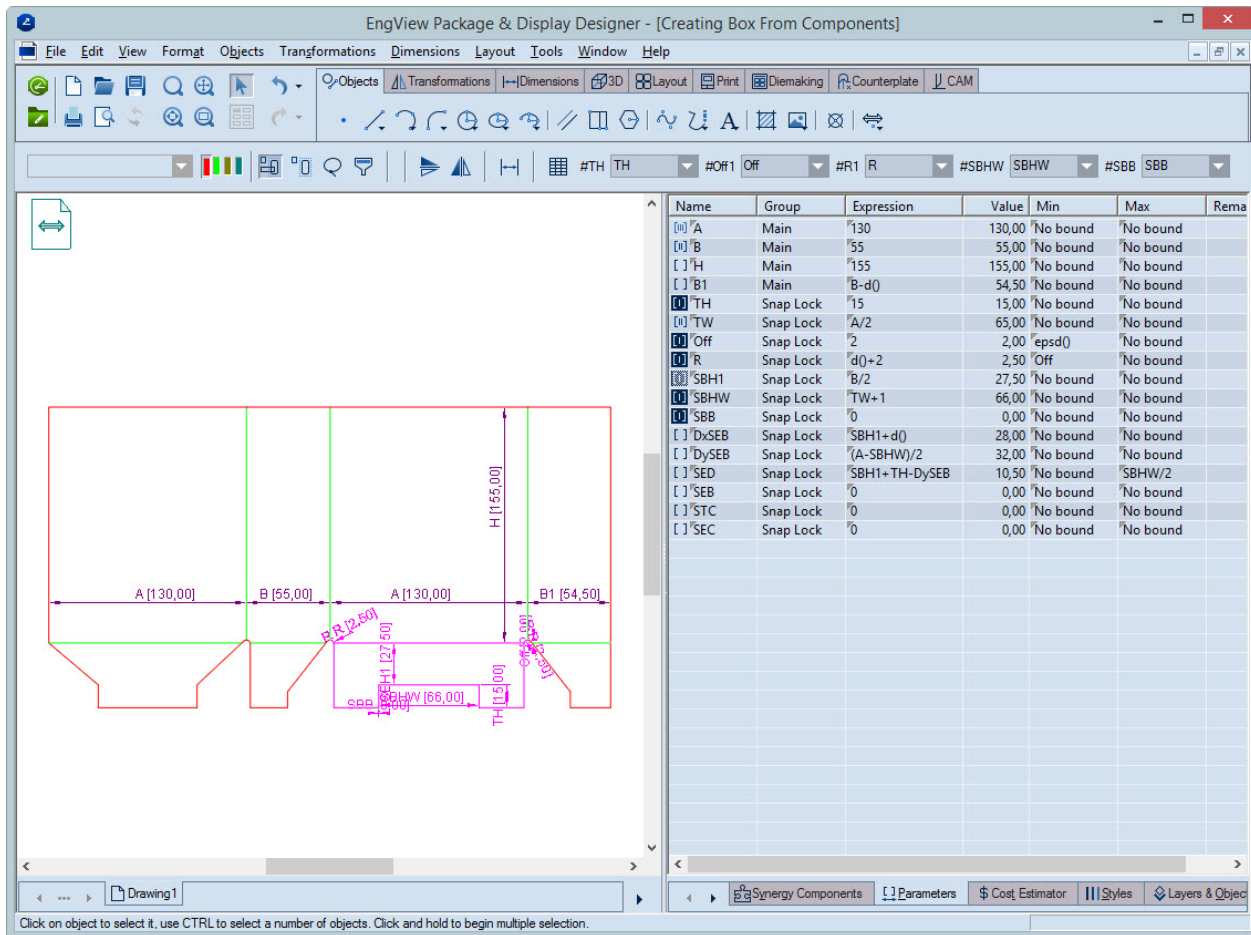 EngView Package & Display Designer - [Creating Box From Components]
File Edit View Format Objects Transformations Dimensions Layout Tools Window Help
Objects Transformations Dimensions 3D Layout Print Diemaking Counterplate CAM
#TH TH #Off1 Off #R1 R #SBHW SBHW #SBB SBB
Name Group Expression Value Min Max Rema
A Main 130 130,00 No bound No bound
B Main 55 55,00 No bound No bound
H Main 155 155,00 No bound No bound
B1 Main B-d() 54,50 No bound No bound
TH Snap Lock 15 15,00 No bound No bound
TW Snap Lock A/2 65,00 No bound No bound
Off Snap Lock 2 2,00 epsd() No bound
R Snap Lock d()+2 2,50 Off No bound
SBH1 Snap Lock B/2 27,50 No bound No bound
SBHW Snap Lock TW+1 66,00 No bound No bound
SBB Snap Lock 0 0,00 No bound No bound
DxSEB Snap Lock SBH1+d() 28,00 No bound No bound
DySEB Snap Lock (A-SBHW)/2 32,00 No bound No bound
SED Snap Lock SBH1+TH-DySEB 10,50 No bound SBHW/2
SEB Snap Lock 0 0,00 No bound No bound
STC Snap Lock 0 0,00 No bound No bound
SEC Snap Lock 0 0,00 No bound No bound
H [155,00]
A [130,00] B [55,00] A [130,00] B1 [54,50]
R [2,50]
SBHW [66,00]
TH [15,00]
Drawing1
Synergy Components [ ] Parameters $ Cost Estimator Styles Layers & Objec
Click on object to select it, use CTRL to select a number of objects. Click and hold to begin multiple selection.